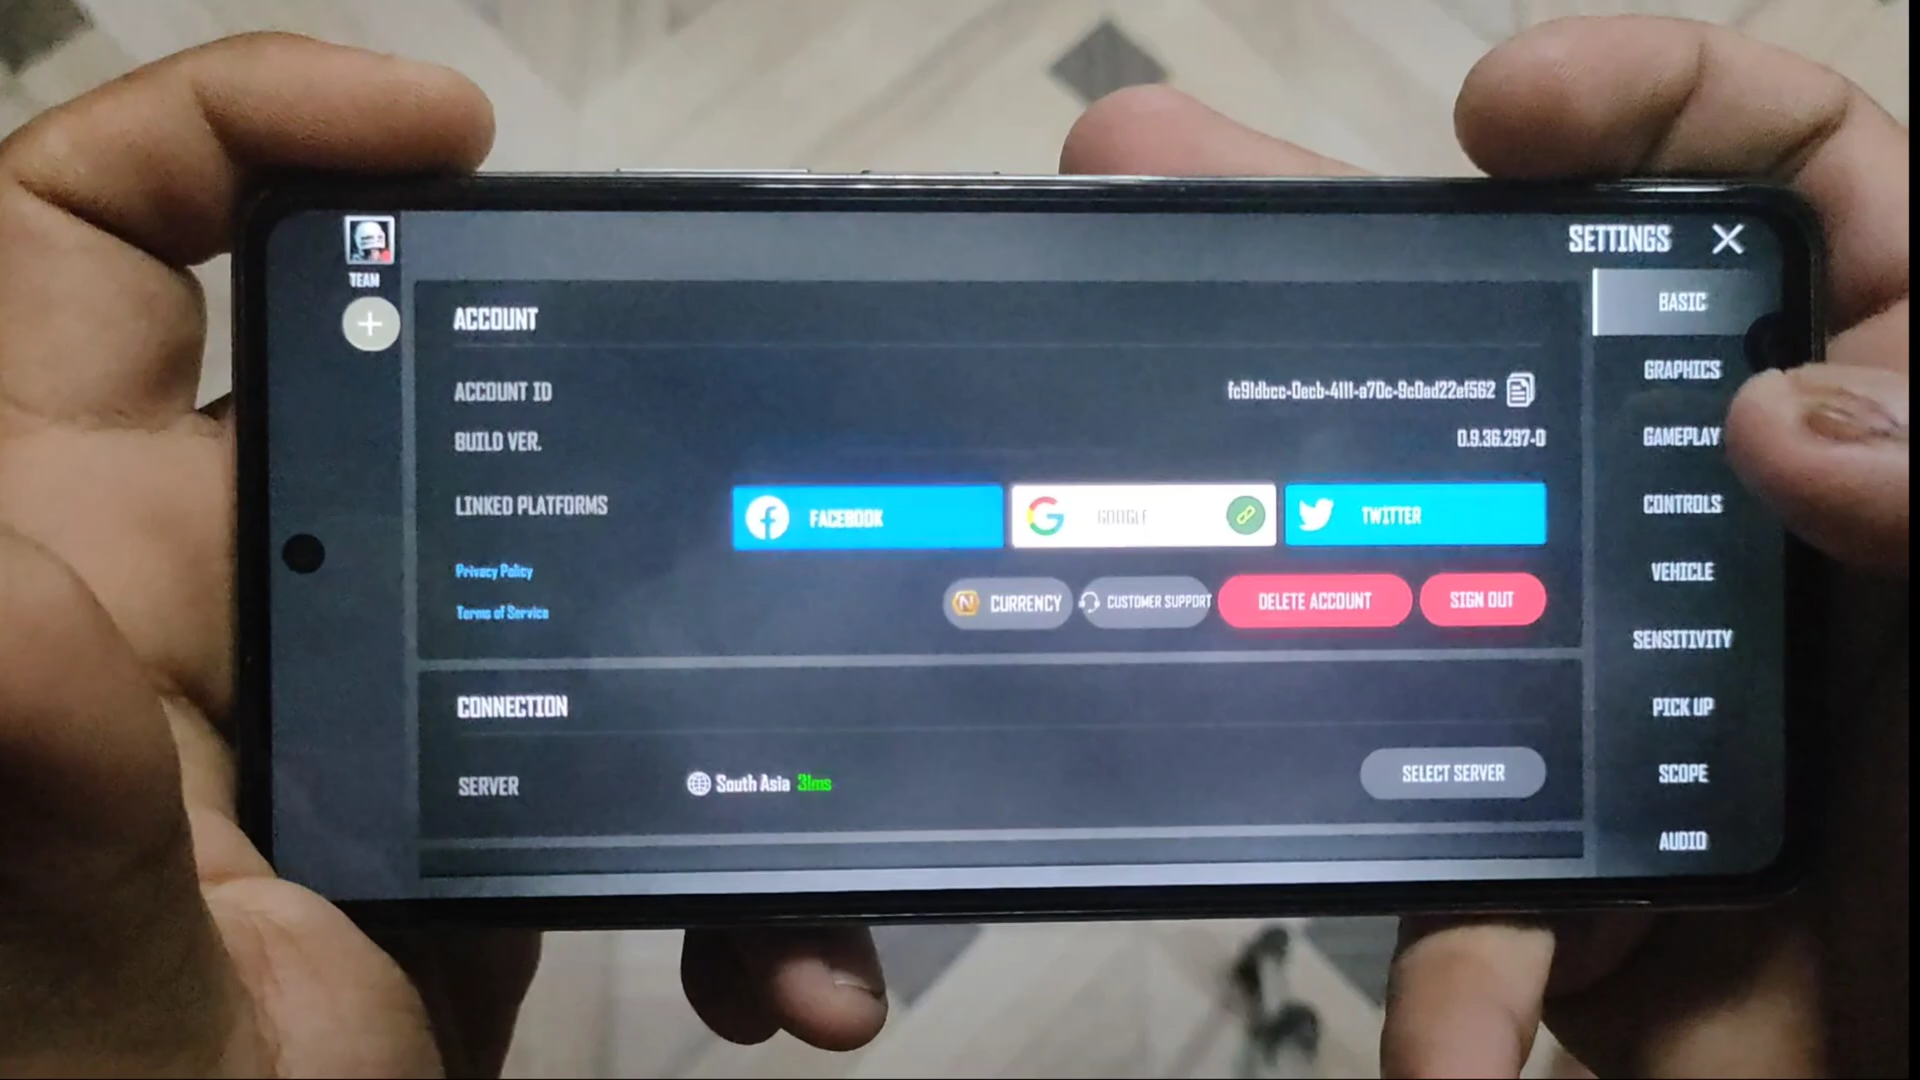 SETTINGS
TEAM
BASIC
ACCOUNT
GRAPHICS
ACCOUNT ID
fc91dbcc-0ecb-4111-a70c-9c0ad22ef562
GAMEPLAY
BUILD VER.
0.9.36.297-0
CONTROLS
LINKED PLATFORMS
FACEBOOK
GOOGLE
TWITTER
Privacy Policy
VEHICLE
CURRENCY
CUSTOMER SUPPORT
DELETE ACCOUNT
SIGN OUT
Terms of Service
SENSITIVITY
CONNECTION
PICK UP
SERVER
South Asia 31ms
SELECT SERVER
SCOPE
AUDIO